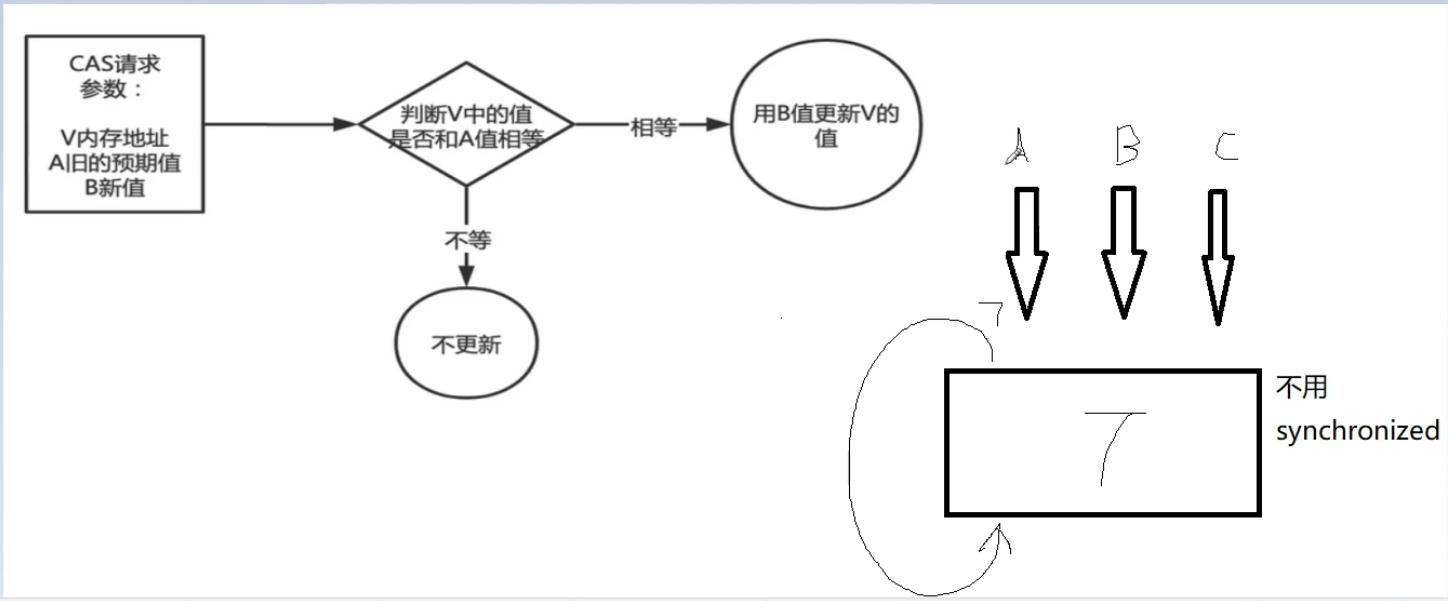 CAS请求
参数：
V内存地址
A旧的预期值
B新值
判断V中的值
是否和A值相等
相等
用B值更新V的
值
不等
不更新
A
B
C
7
7
不用
synchronized